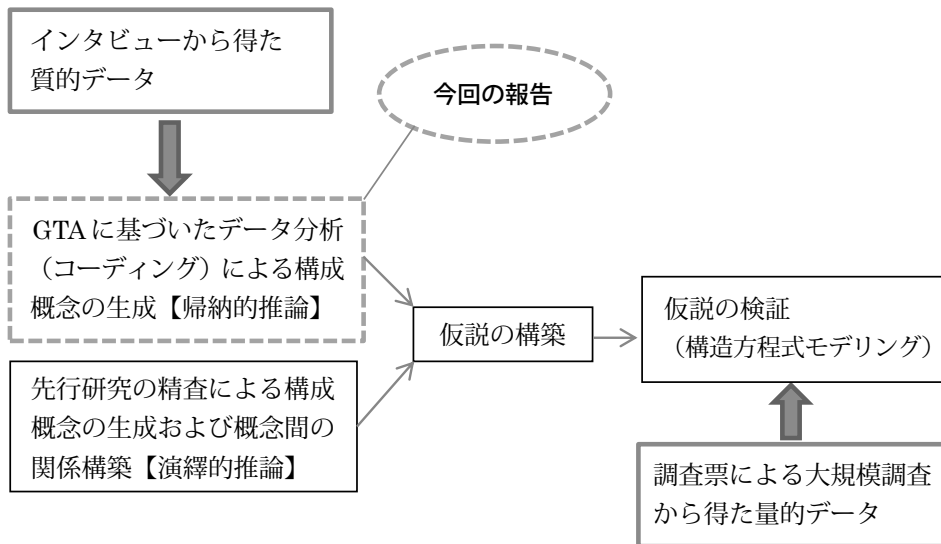 インタビューから得た
質的データ
今回の報告
GTAに基づいたデータ分析
（コーディング）による構成
概念の生成【帰納的推論】
仮説の構築
仮説の検証
（構造方程式モデリング）
先行研究の精査による構成
概念の生成および概念間の
関係構築【演繹的推論】
調査票による大規模調査
から得た量的データ